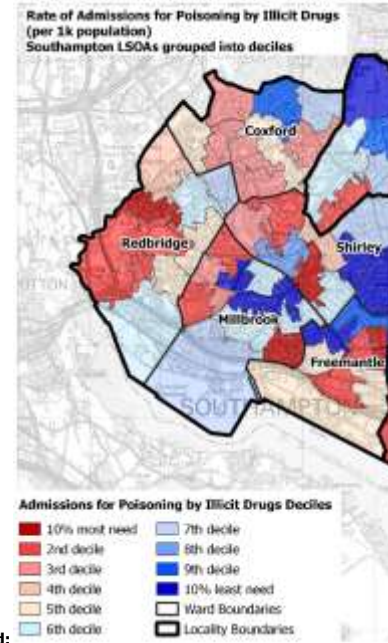 Rate of Admissions for Poisoning by Illicit Drugs
(per 1k population)
Southampton LSOAs grouped into deciles
Coxford
Redbridge
Shirley
Millbrook
Freemantle
SOUTHAMPTON
Admissions for Poisoning by Illicit Drugs Deciles
10% most need
2nd decile
3rd decile
4th decile
5th decile
6th decile
7th decile
8th decile
9th decile
10% least need
Ward Boundaries
Locality Boundaries